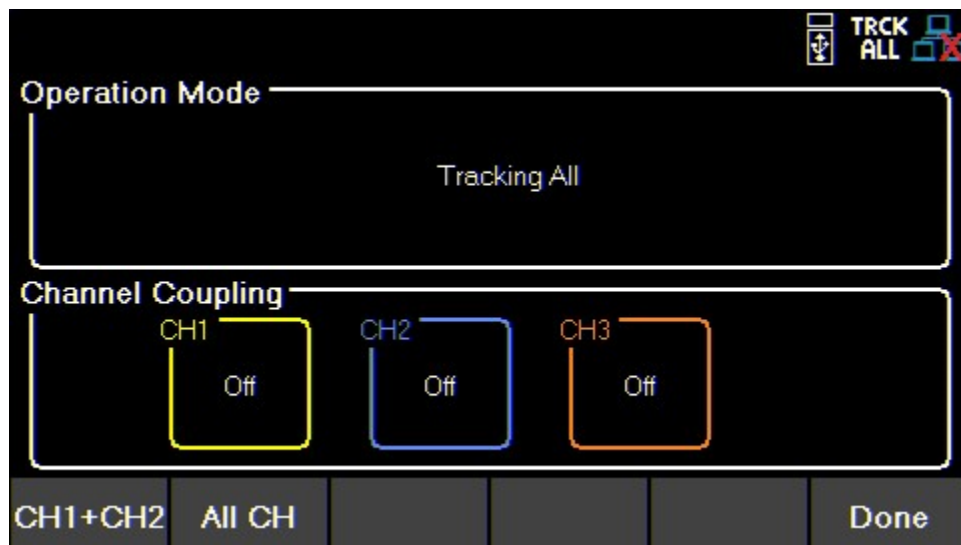 TRCK
ALL
Operation Mode
Tracking All
Channel Coupling
CH1 CH2 CH3
Off Off Off
CH1+CH2 All CH Done